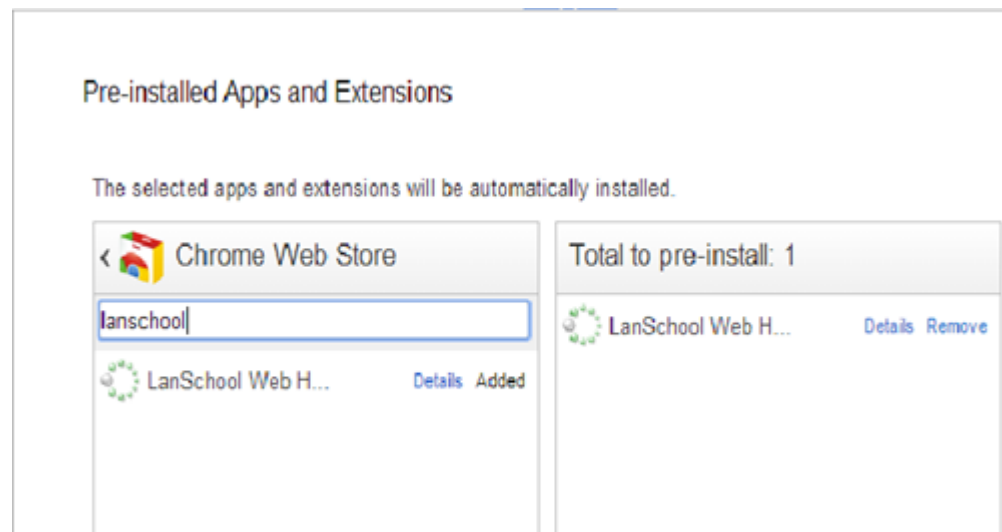 Pre-installed Apps and Extensions
The selected apps and extensions will be automatically installed.
Chrome Web Store
lanschool
LanSchool Web H... Details Added
Total to pre-install: 1
LanSchool Web H... Details Remove